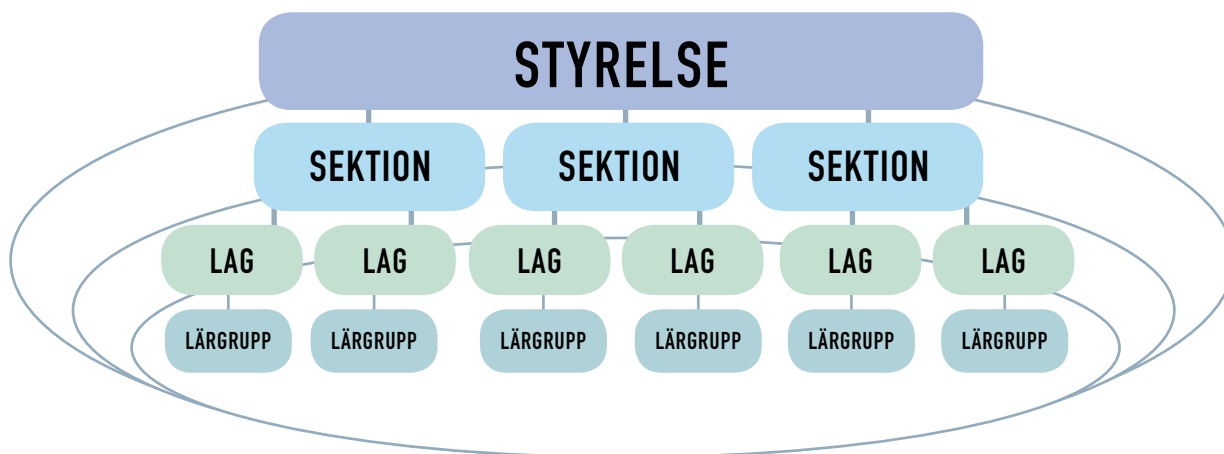 STYRELSE
SEKTION SEKTION SEKTION
LAG LAG LAG LAG LAG LAG
LÄRGRUPP LÄRGRUPP LÄRGRUPP LÄRGRUPP LÄRGRUPP LÄRGRUPP